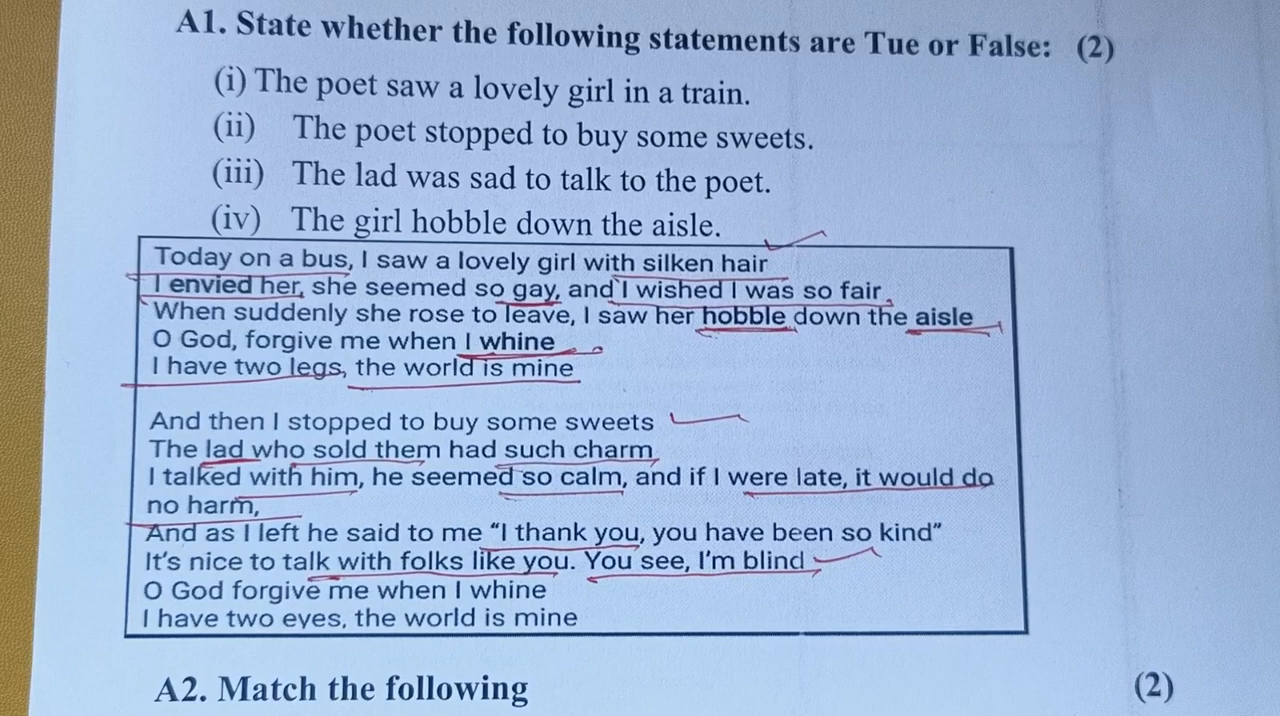 A1. State whether the following statements are Tue or False: (2)
(i) The poet saw a lovely girl in a train.
(ii) The poet stopped to buy some sweets.
(iii) The lad was sad to talk to the poet.
(iv) The girl hobble down the aisle.
Today on a bus, I saw a lovely girl with silken hair
I envied her, she seemed so gay, and I wished I was so fair
When suddenly she rose to leave, I saw her hobble down the aisle
O God, forgive me when I whine
I have two legs, the world is mine
And then I stopped to buy some sweets
The lad who sold them had such charm
I talked with him, he seemed so calm, and if I were late, it would do
no harm,
And as I left he said to me “I thank you, you have been so kind”
It’s nice to talk with folks like you. You see, I’m blind
O God forgive me when I whine
I have two eyes, the world is mine
A2. Match the following (2)